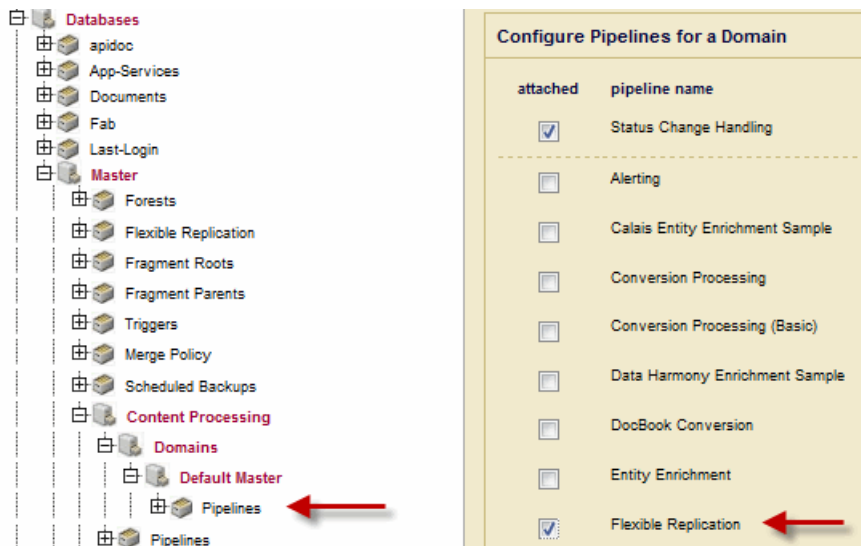 Databases
apidoc
App-Services
Documents
Fab
Last-Login
Master
Forests
Flexible Replication
Fragment Roots
Fragment Parents
Triggers
Merge Policy
Scheduled Backups
Content Processing
Domains
Default Master
Pipelines
Pipelines
Configure Pipelines for a Domain
attached pipeline name
Status Change Handling
Alerting
Calais Entity Enrichment Sample
Conversion Processing
Conversion Processing (Basic)
Data Harmony Enrichment Sample
DocBook Conversion
Entity Enrichment
Flexible Replication